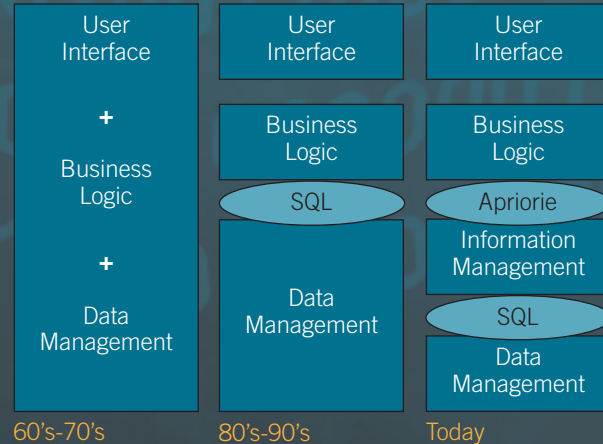 User
Interface
+
Business
Logic
+
Data
Management
60's-70's
User
Interface
Business
Logic
SQL
Data
Management
80's-90's
User
Interface
Business
Logic
Apriorie
Information
Management
SQL
Data
Management
Today